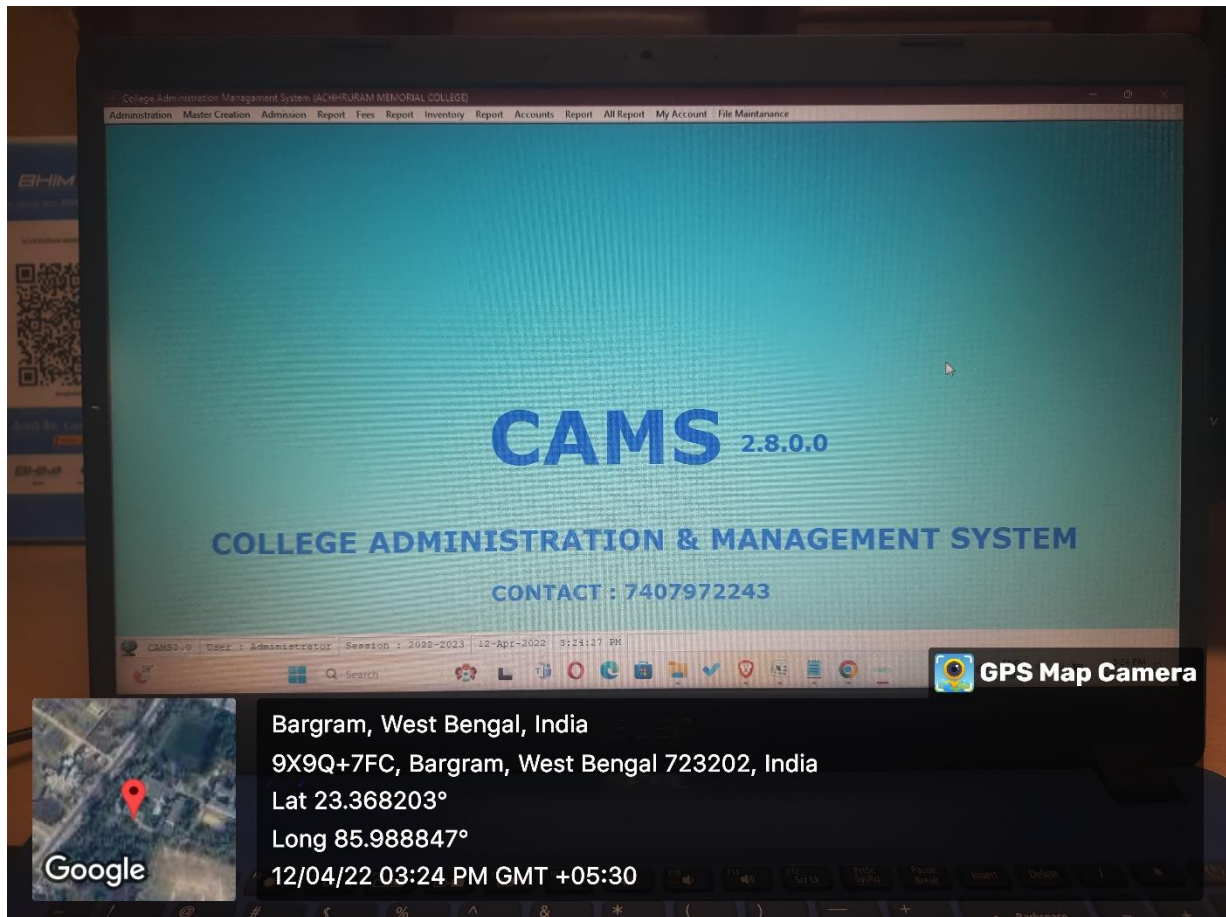 College Administration Managament System (ACHHRURAM MEMORIAL COLLEGE)
Administration Master Creation Admission Report Fees Report Inventory Report Accounts Report All Report My Account File Maintanance
BHIM
CAMS 2.8.0.0
COLLEGE ADMINISTRATION & MANAGEMENT SYSTEM
CONTACT : 7407972243
User : Administrator Session : 2022-2023 12-Apr-2022 3:24:27 PM
Search
GPS Map Camera
Bargram, West Bengal, India
9X9Q+7FC, Bargram, West Bengal 723202, India
Lat 23.368203°
Long 85.988847°
12/04/22 03:24 PM GMT +05:30
Google